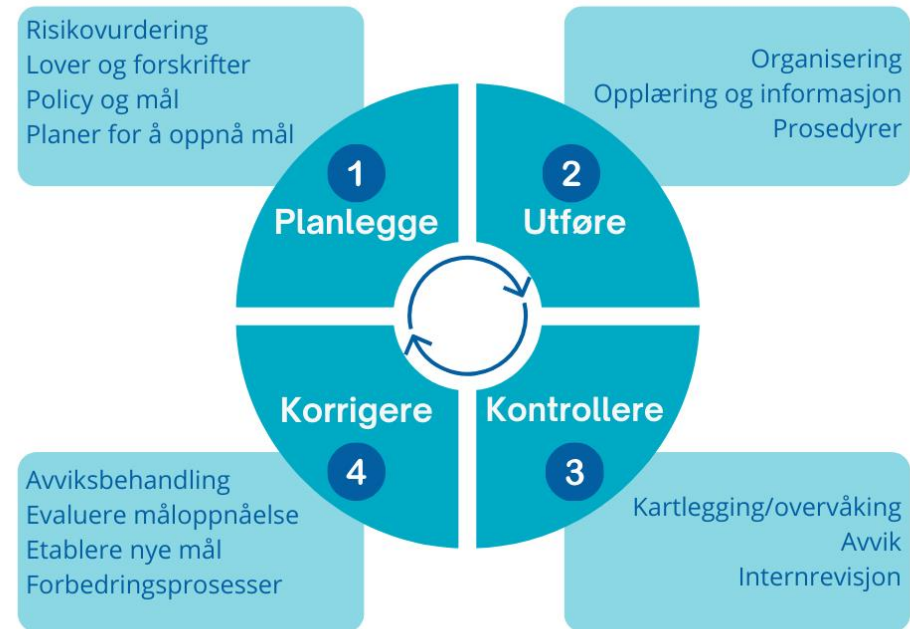 Risikovurdering
Lover og forskrifter
Policy og mål
Planer for å oppnå mål
1
Planlegge
Organisering
Opplæring og informasjon
Prosedyrer
2
Utføre
Kontrollere
3
Kartlegging/overvåking
Avvik
Internrevisjon
Korrigere
4
Avviksbehandling
Evaluere måloppnåelse
Etablere nye mål
Forbedringsprosesser